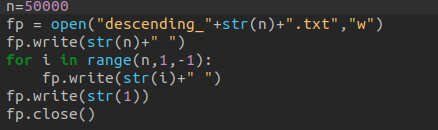 n=50000
fp = open("descending_"+str(n)+".txt","w")
fp.write(str(n)+" ")
for i in range(n,1,-1):
    fp.write(str(i)+" ")
fp.write(str(1))
fp.close()